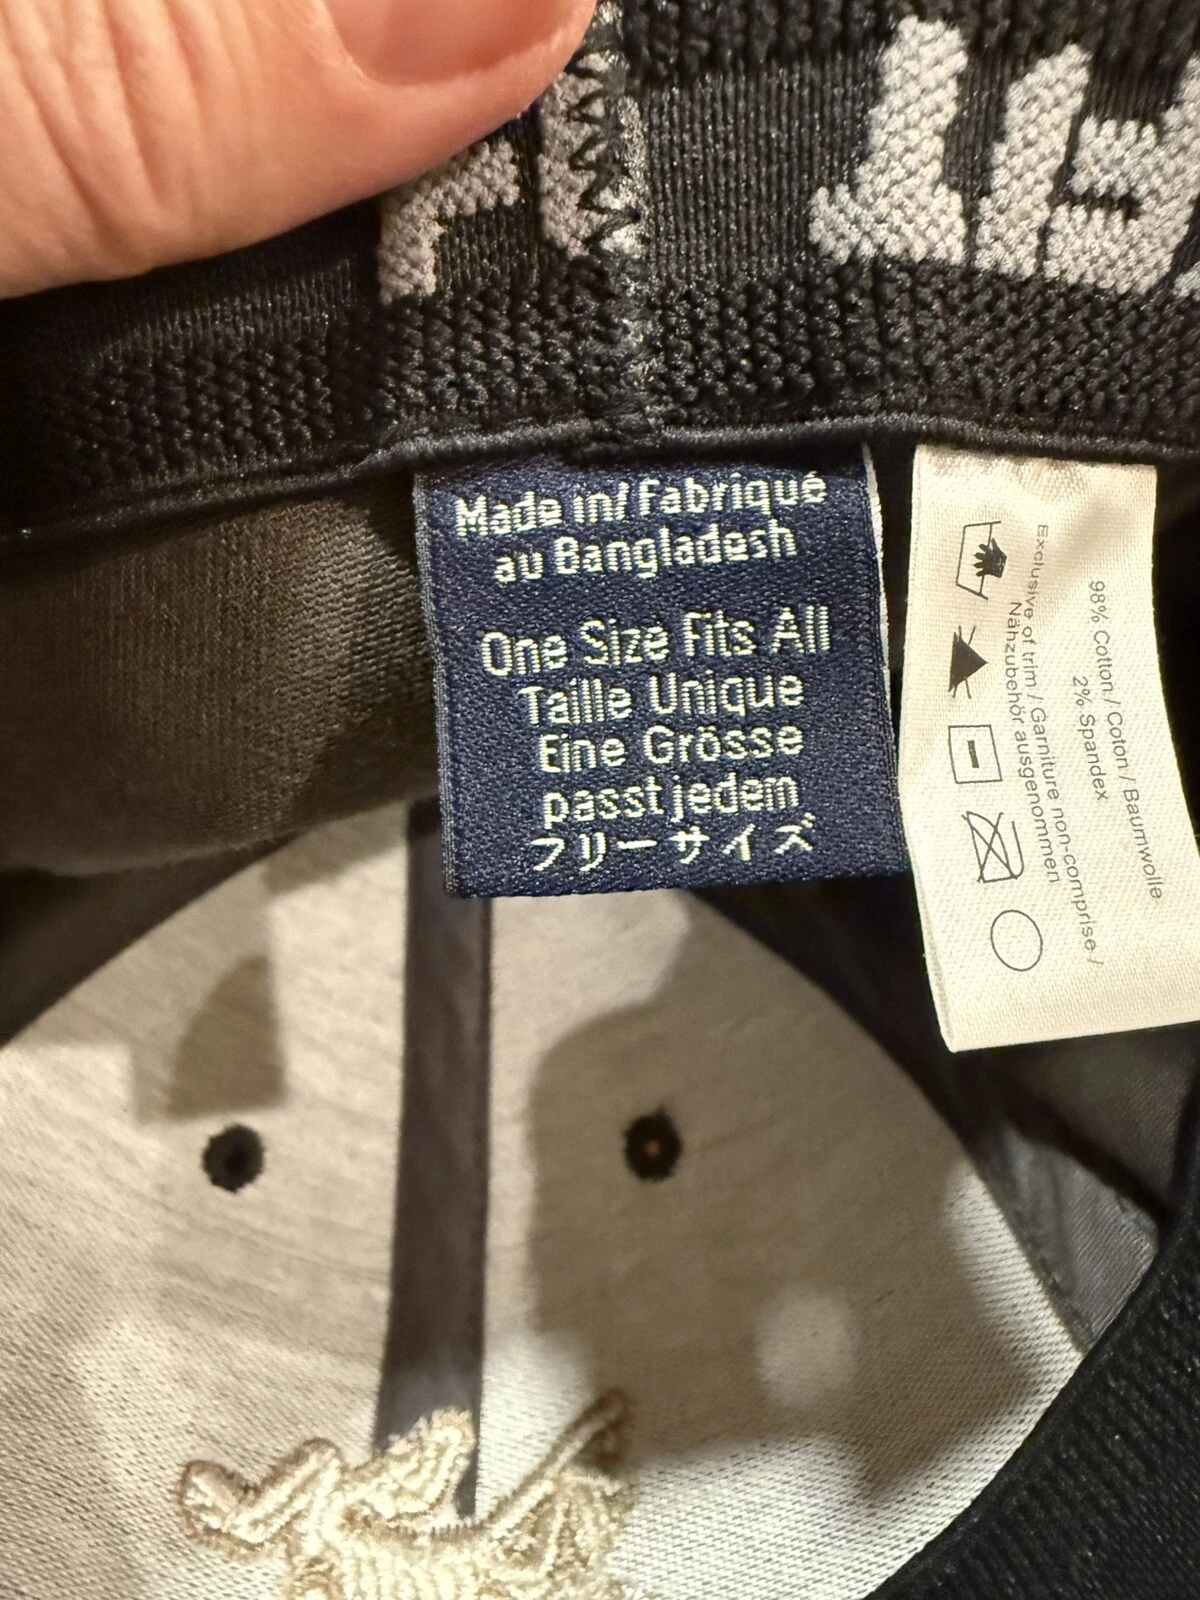 Made in/Fabriqué
au Bangladesh
One Size Fits All
Taille Unique
Eine Grösse
passt jedem
フリーサイズ
98% Cotton / Coton / Baumwolle
2% Spandex
Exclusive of trim / Garniture non-comprise /
Nähzubehör ausgenommen